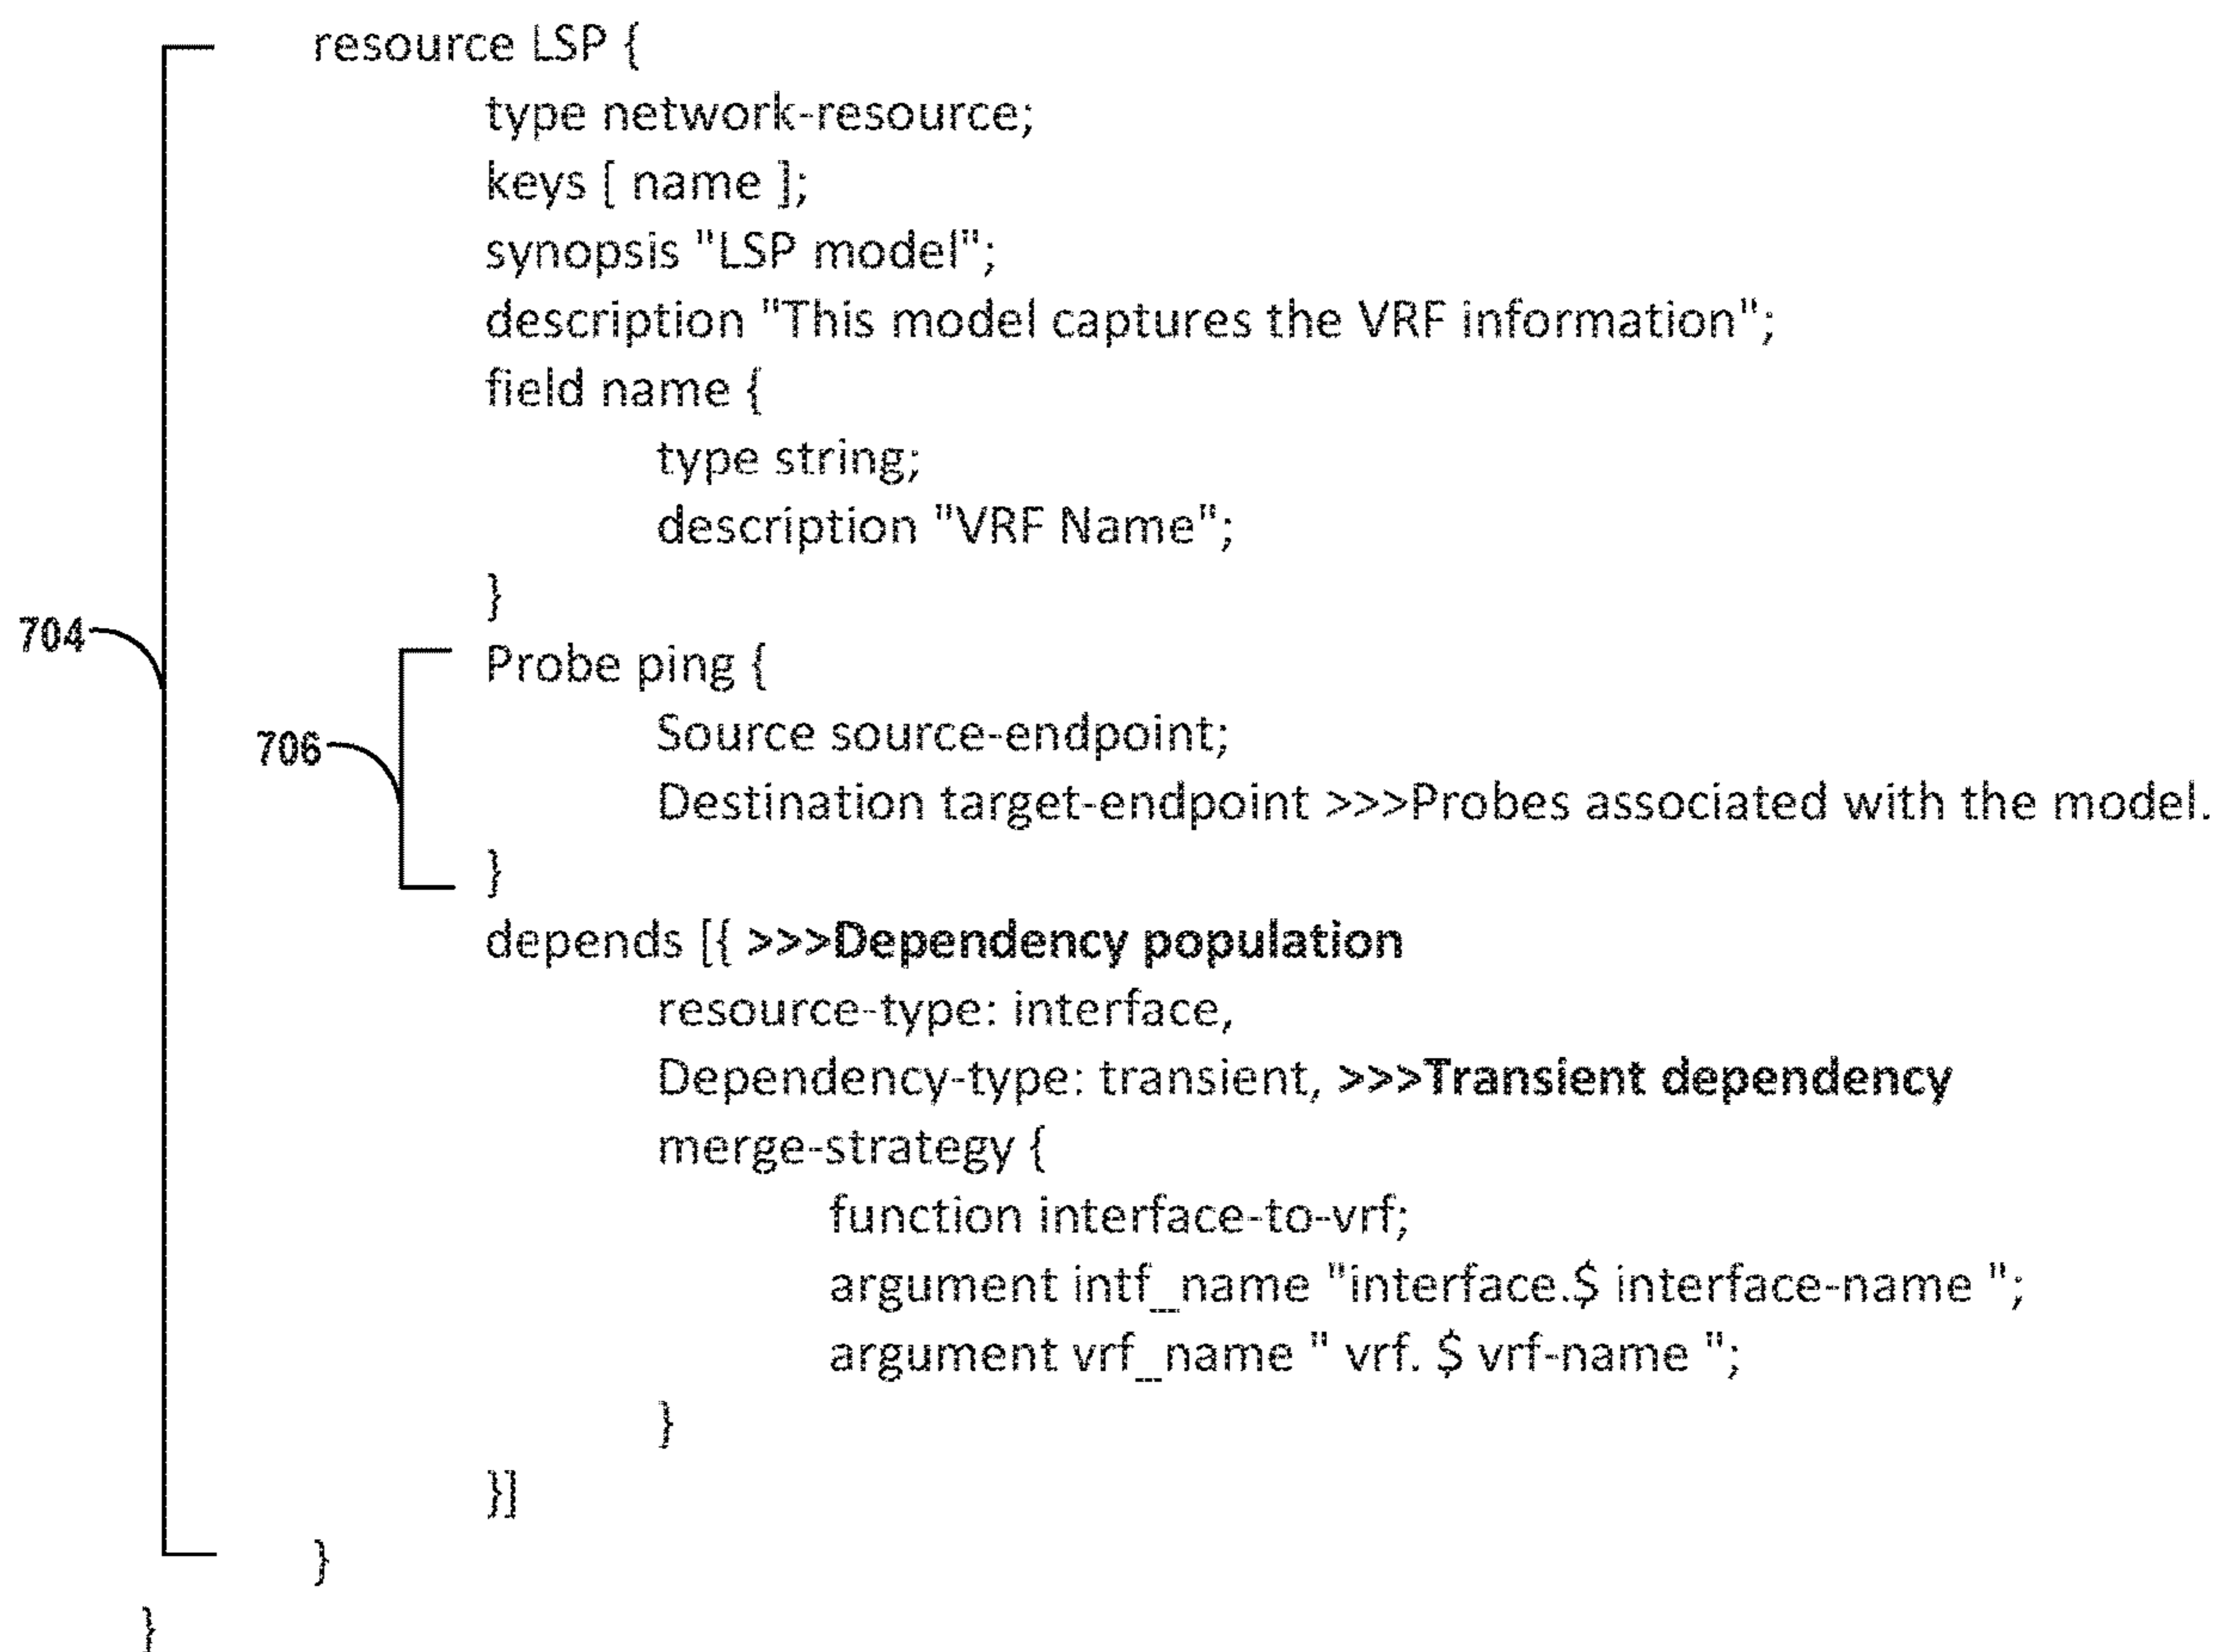 resource LSP {
type network-resource;
keys [ name ];
synopsis "LSP model";
description "This model captures the VRF information";
field name {
type string;
description "VRF Name";
}
704
Probe ping {
706
Source source-endpoint;
Destination target-endpoint >>>Probes associated with the model.
}
depends [{ >>>Dependency population
resource-type: interface,
Dependency-type: transient, >>>Transient dependency
merge-strategy {
function interface-to-vrf;
argument intf_name "interface.$ interface-name ";
argument vrf_name " vrf. $ vrf-name ";
}
}]
}
}